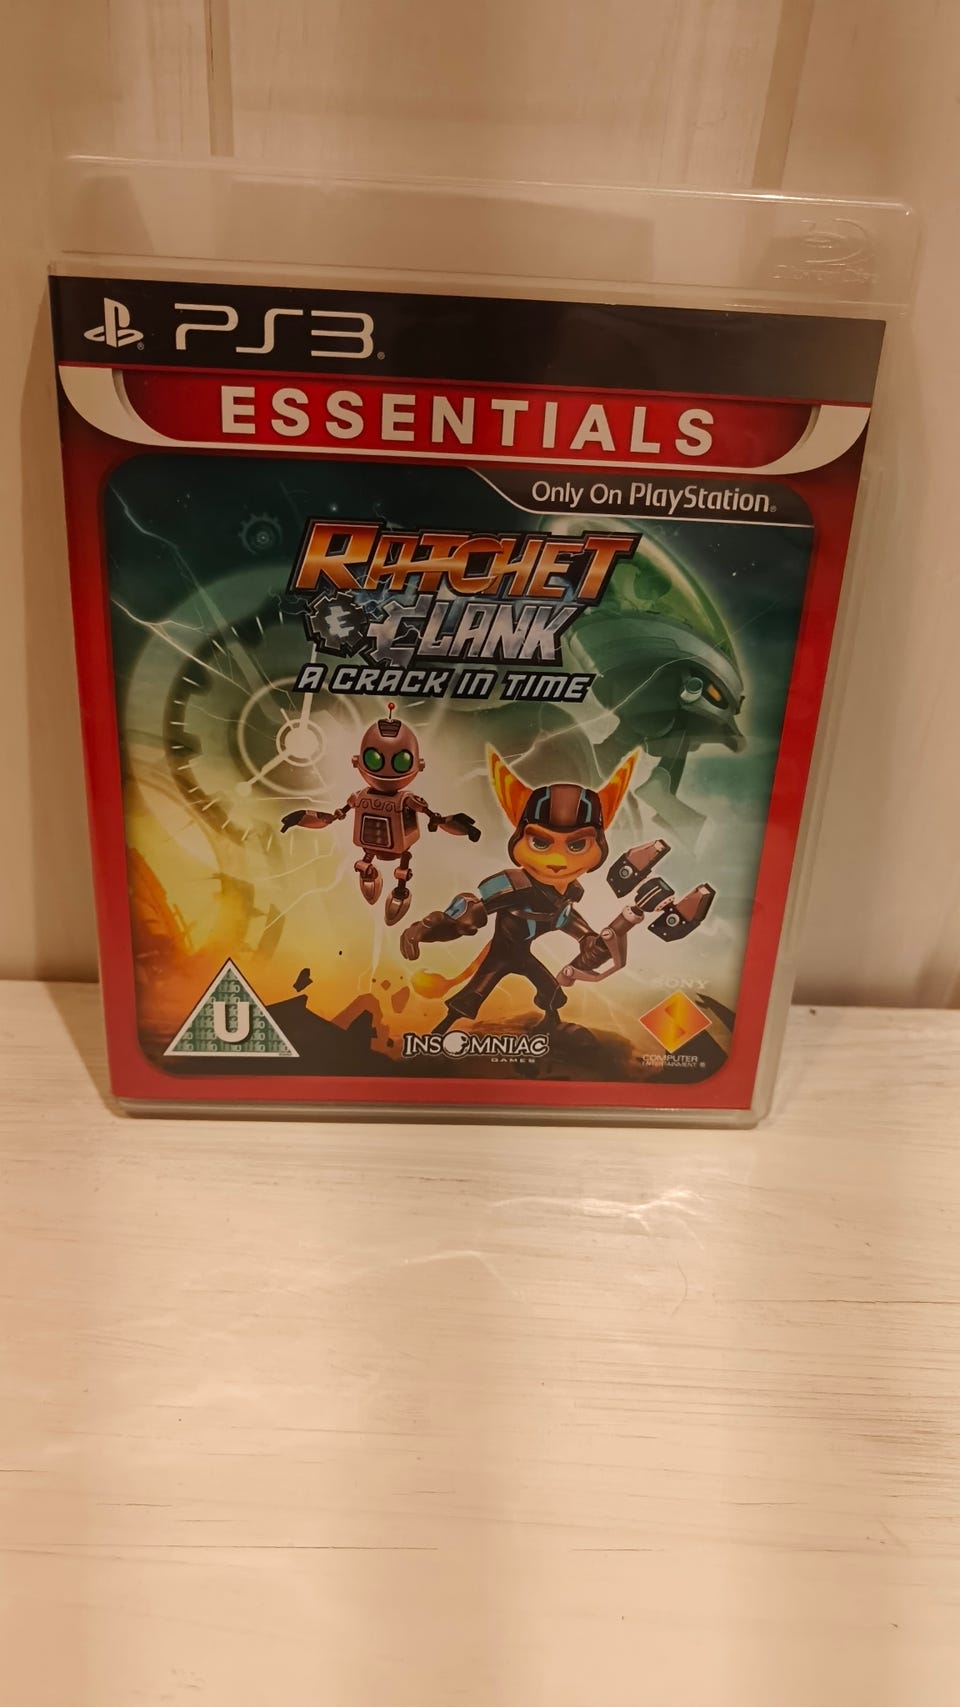 PS3
ESSENTIALS
Only On PlayStation
RATCHET
& CLANK
A CRACK IN TIME
U
INSOMNIAC
GAMES
SONY
COMPUTER
ENTERTAINMENT